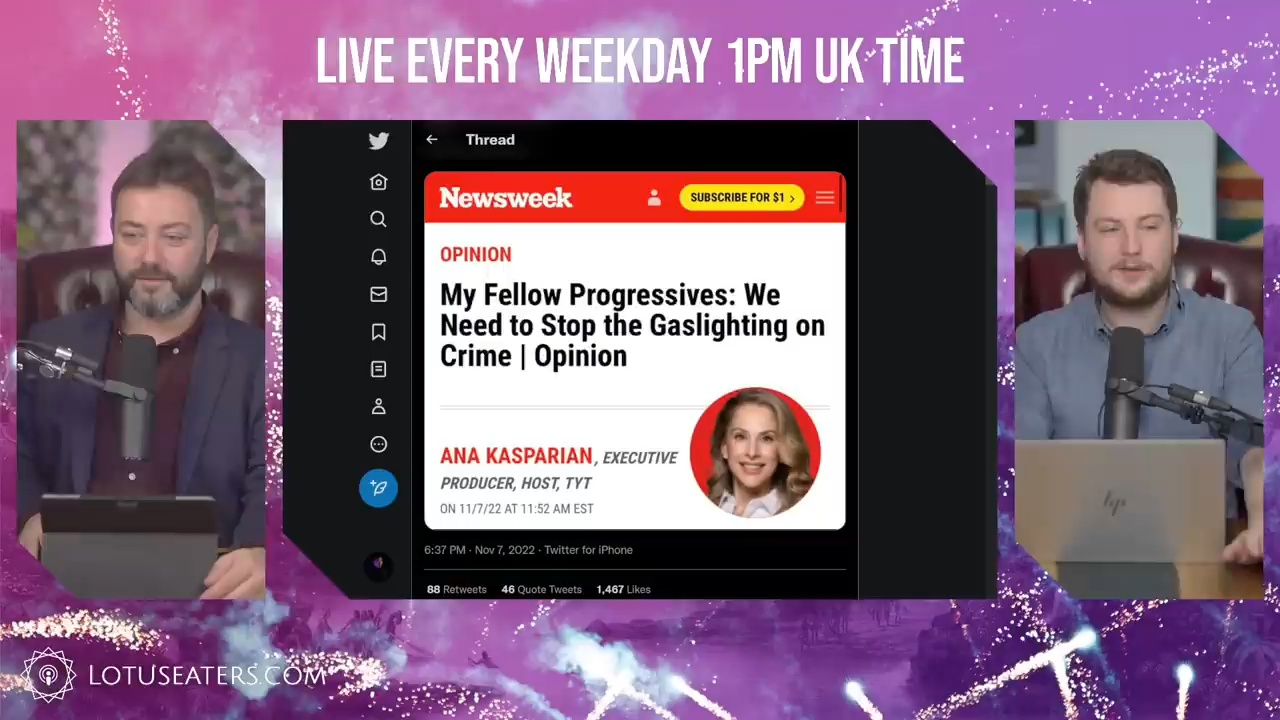 LIVE EVERY WEEKDAY 1PM UK TIME
Thread
Newsweek
SUBSCRIBE FOR $1 >
OPINION
My Fellow Progressives: We
Need to Stop the Gaslighting on
Crime | Opinion
ANA KASPARIAN, EXECUTIVE
PRODUCER, HOST, TYT
ON 11/7/22 AT 11:52 AM EST
6:37 PM · Nov 7, 2022 · Twitter for iPhone
88 Retweets 46 Quote Tweets 1,467 Likes
hp
LOTUSEATERS.COM